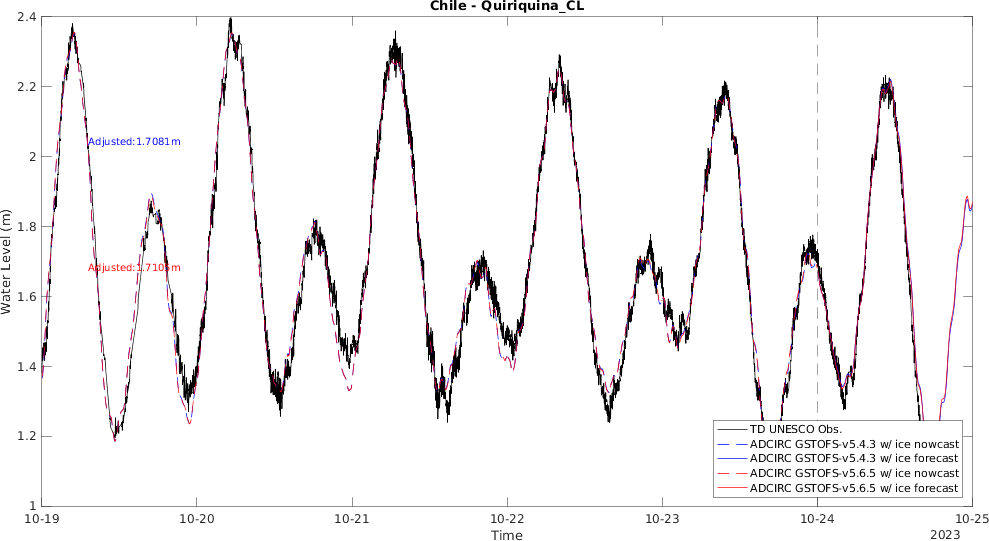 Chile - Quiriquina_CL
2.4
2.2
2
1.8
1.6
1.4
1.2
1
Water Level (m)
Adjusted:1.7081m
Adjusted:1.7105m
TD UNESCO Obs.
ADCIRC GSTOFS-v5.4.3 w/ ice nowcast
ADCIRC GSTOFS-v5.4.3 w/ ice forecast
ADCIRC GSTOFS-v5.6.5 w/ ice nowcast
ADCIRC GSTOFS-v5.6.5 w/ ice forecast
10-19 10-20 10-21 10-22 10-23 10-24 10-25
Time
2023